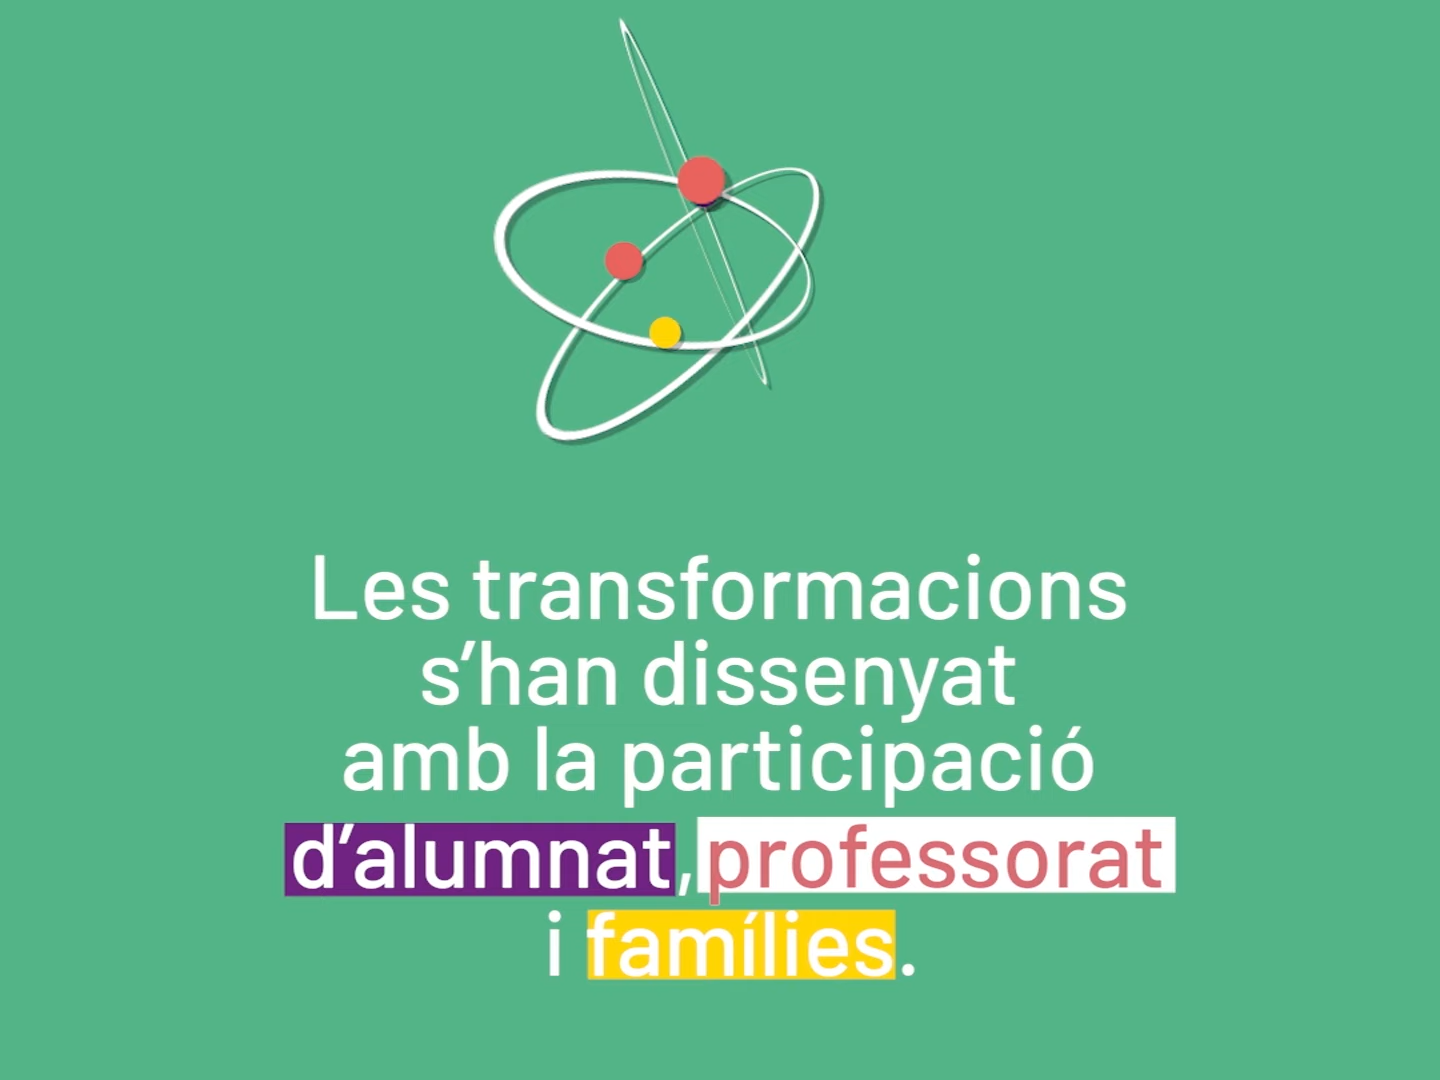 Les transformacions
s’han dissenyat
amb la participació
d’alumnat, professorat
i famílies.